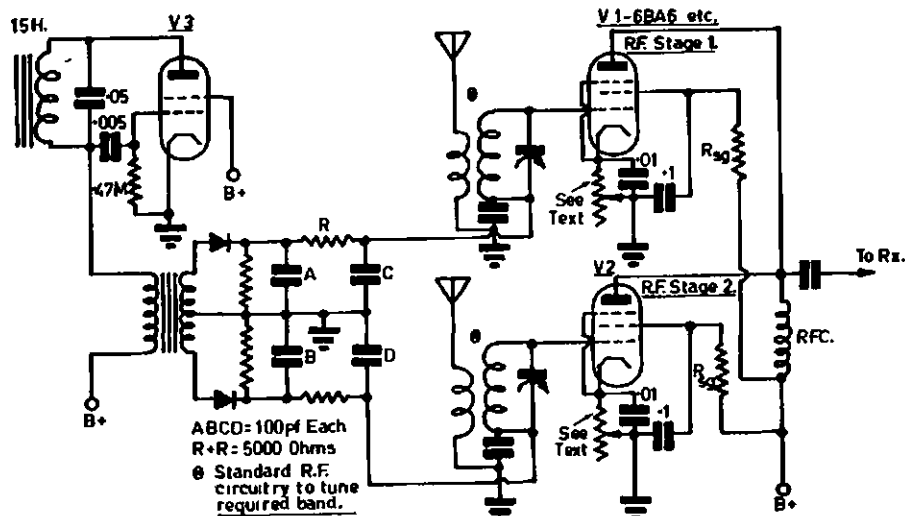 15H.
V3
·05
·005
·47M
B+
B+
V1-6BA6 etc.
R.F. Stage 1.
θ
·01
·1
See
Text
Rsg
R
A
C
B
D
To Rx.
V2
R.F. Stage 2.
θ
·01
·1
See
Text
Rsg
RFC.
B+
ABCD=100pf Each
R+R=5000 Ohms
θ Standard R.F.
circuitry to tune
required band.